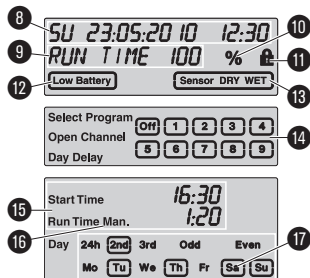 8 SU 23:05:2010 12:30 10
9 RUN TIME 100 % 11
12 Low Battery Sensor DRY WET 13
Select Program Off 1 2 3 4
Open Channel 14
Day Delay 5 6 7 8 9
15 Start Time 16:30
16 Run Time Man. 1:20
Day 24h 2nd 3rd Odd Even 17
Mo Tu We Th Fr Sa Su